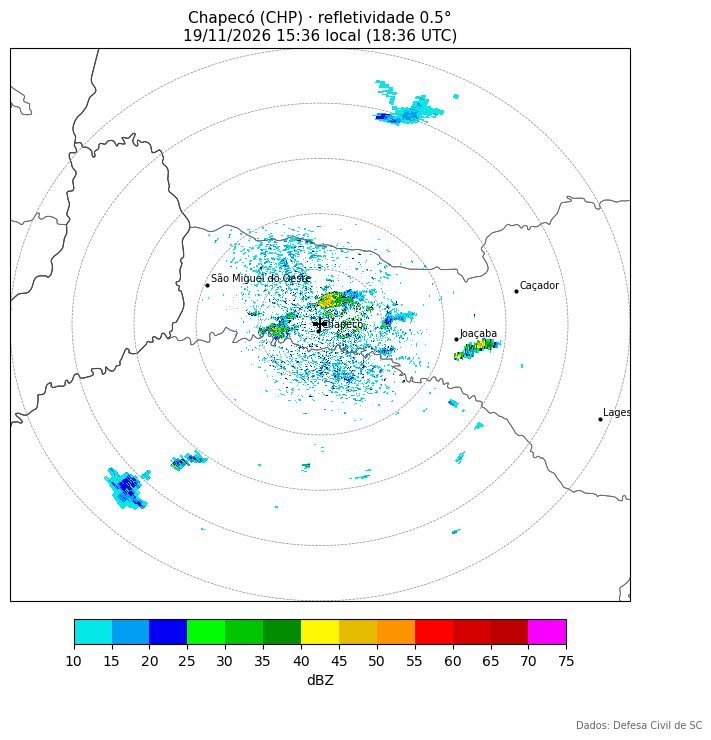 Chapecó (CHP) · refletividade 0.5°
19/11/2026 15:36 local (18:36 UTC)
São Miguel do Oeste
Caçador
Chapecó
Joaçaba
Lages
10 15 20 25 30 35 40 45 50 55 60 65 70 75
dBZ
Dados: Defesa Civil de SC